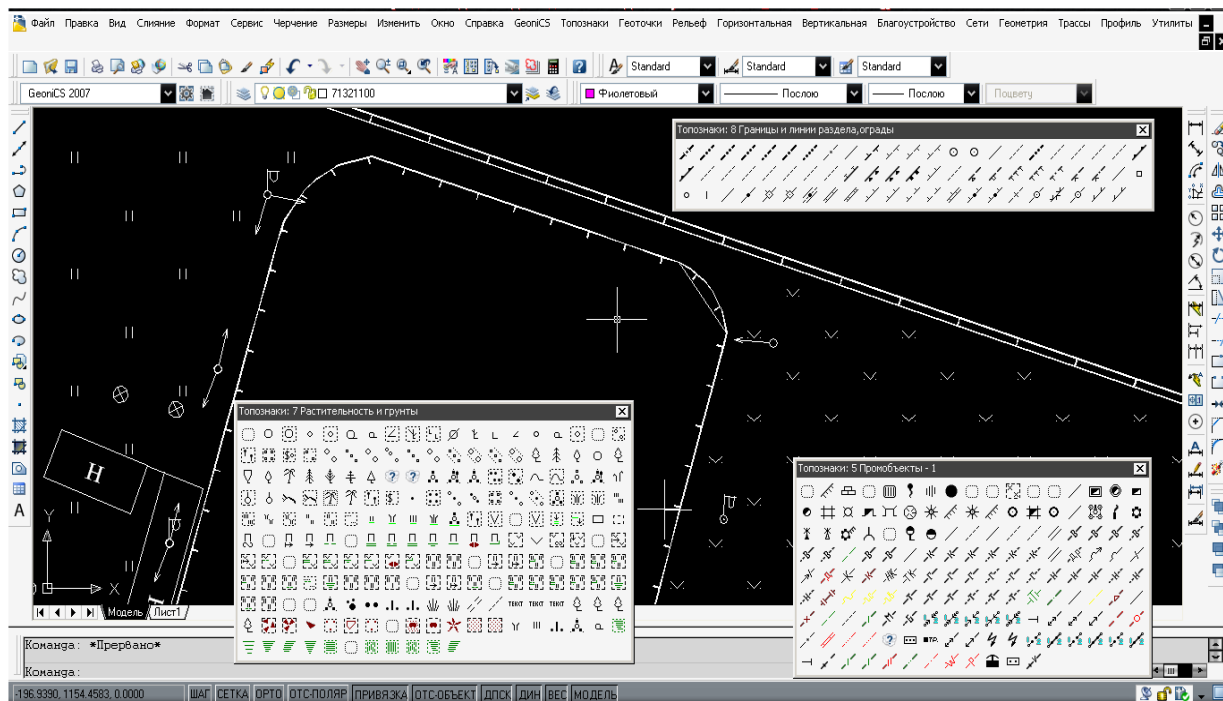 Файл Правка Вид Слияние Формат Сервис Черчение Размеры Изменить Окно Справка GeoniCS Топознаки Геоточки Рельеф Горизонтальная Вертикальная Благоустройство Сети Геометрия Трассы Профиль Утилиты
Standard Standard Standard
GeoniCS 2007 71321100 Фиолетовый Послою Послою Поцвету
Топознаки: 8 Границы и линии раздела,ограды
Топознаки: 7 Растительность и грунты
Топознаки: 5 Промобъекты - 1
Н
Y
X
Модель Лист1
ТЕКТ ТЕКТ ТЕКТ
Команда: *Прервано*
Команда:
-196.9390, 1154.4583, 0.0000 ШАГ СЕТКА ОРТО ОТС-ПОЛЯР ПРИВЯЗКА ОТС-ОБЪЕКТ ДПСК ДИН ВЕС МОДЕЛЬ